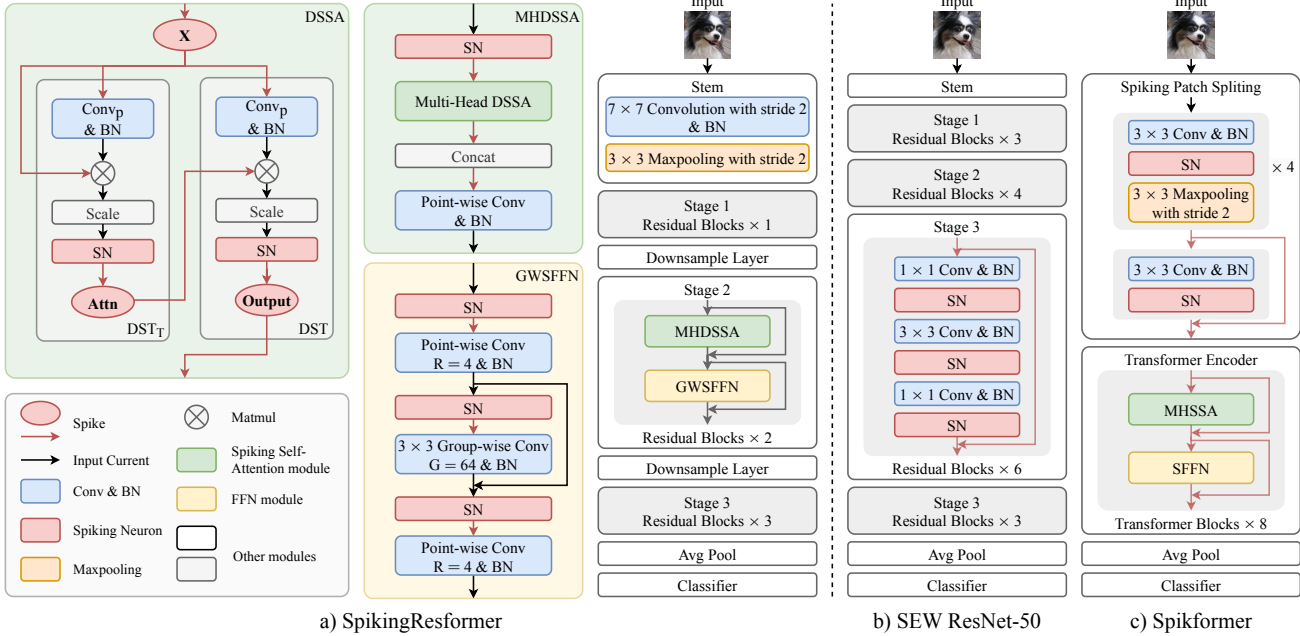 DSSA
X
Conv_p
& BN
Scale
SN
Attn
DST_T
Conv_p
& BN
Scale
SN
Output
DST
Spike
Input Current
Conv & BN
Spiking Neuron
Maxpooling
Matmul
Spiking Self-
Attention module
FFN module
Other modules
MHDSSA
SN
Multi-Head DSSA
Concat
Point-wise Conv
& BN
GWSFFN
SN
Point-wise Conv
R = 4 & BN
SN
3 × 3 Group-wise Conv
G = 64 & BN
SN
Point-wise Conv
R = 4 & BN
Input
Stem
7 × 7 Convolution with stride 2
& BN
3 × 3 Maxpooling with stride 2
Stage 1
Residual Blocks × 1
Downsample Layer
Stage 2
MHDSSA
GWSFFN
Residual Blocks × 2
Downsample Layer
Stage 3
Residual Blocks × 3
Avg Pool
Classifier
a) SpikingResformer
Input
Stem
Stage 1
Residual Blocks × 3
Stage 2
Residual Blocks × 4
Stage 3
1 × 1 Conv & BN
SN
3 × 3 Conv & BN
SN
1 × 1 Conv & BN
SN
Residual Blocks × 6
Stage 3
Residual Blocks × 3
Avg Pool
Classifier
b) SEW ResNet-50
Input
Spiking Patch Spliting
3 × 3 Conv & BN
SN
3 × 3 Maxpooling
with stride 2
× 4
3 × 3 Conv & BN
SN
Transformer Encoder
MHSSA
SFFN
Transformer Blocks × 8
Avg Pool
Classifier
c) Spikformer